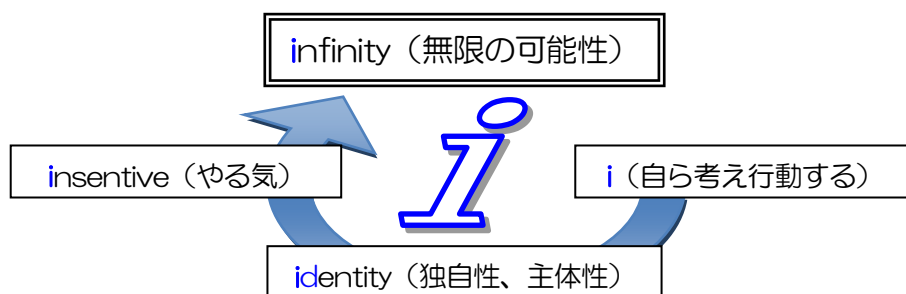 infinity（無限の可能性）
i
insentive（やる気）
i（自ら考え行動する）
identity（独自性、主体性）